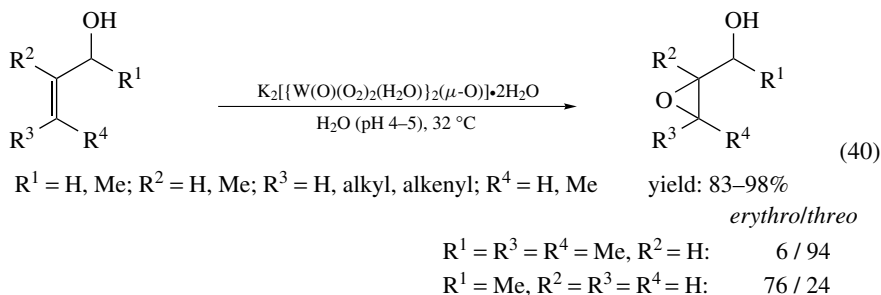 OH
R²
R¹
R³
R⁴
K₂[{W(O)(O₂)₂(H₂O)}₂(μ-O)]•2H₂O
H₂O (pH 4–5), 32 °C
OH
R²
R¹
O
R³
R⁴
(40)
R¹ = H, Me; R² = H, Me; R³ = H, alkyl, alkenyl; R⁴ = H, Me yield: 83–98%
erythro/threo
R¹ = R³ = R⁴ = Me, R² = H: 6 / 94
R¹ = Me, R² = R³ = R⁴ = H: 76 / 24